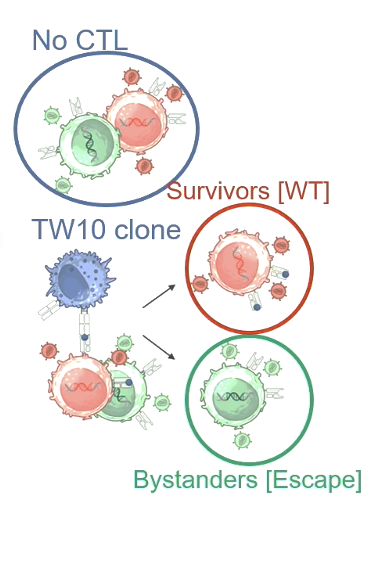 No CTL
Survivors [WT]
TW10 clone
Bystanders [Escape]